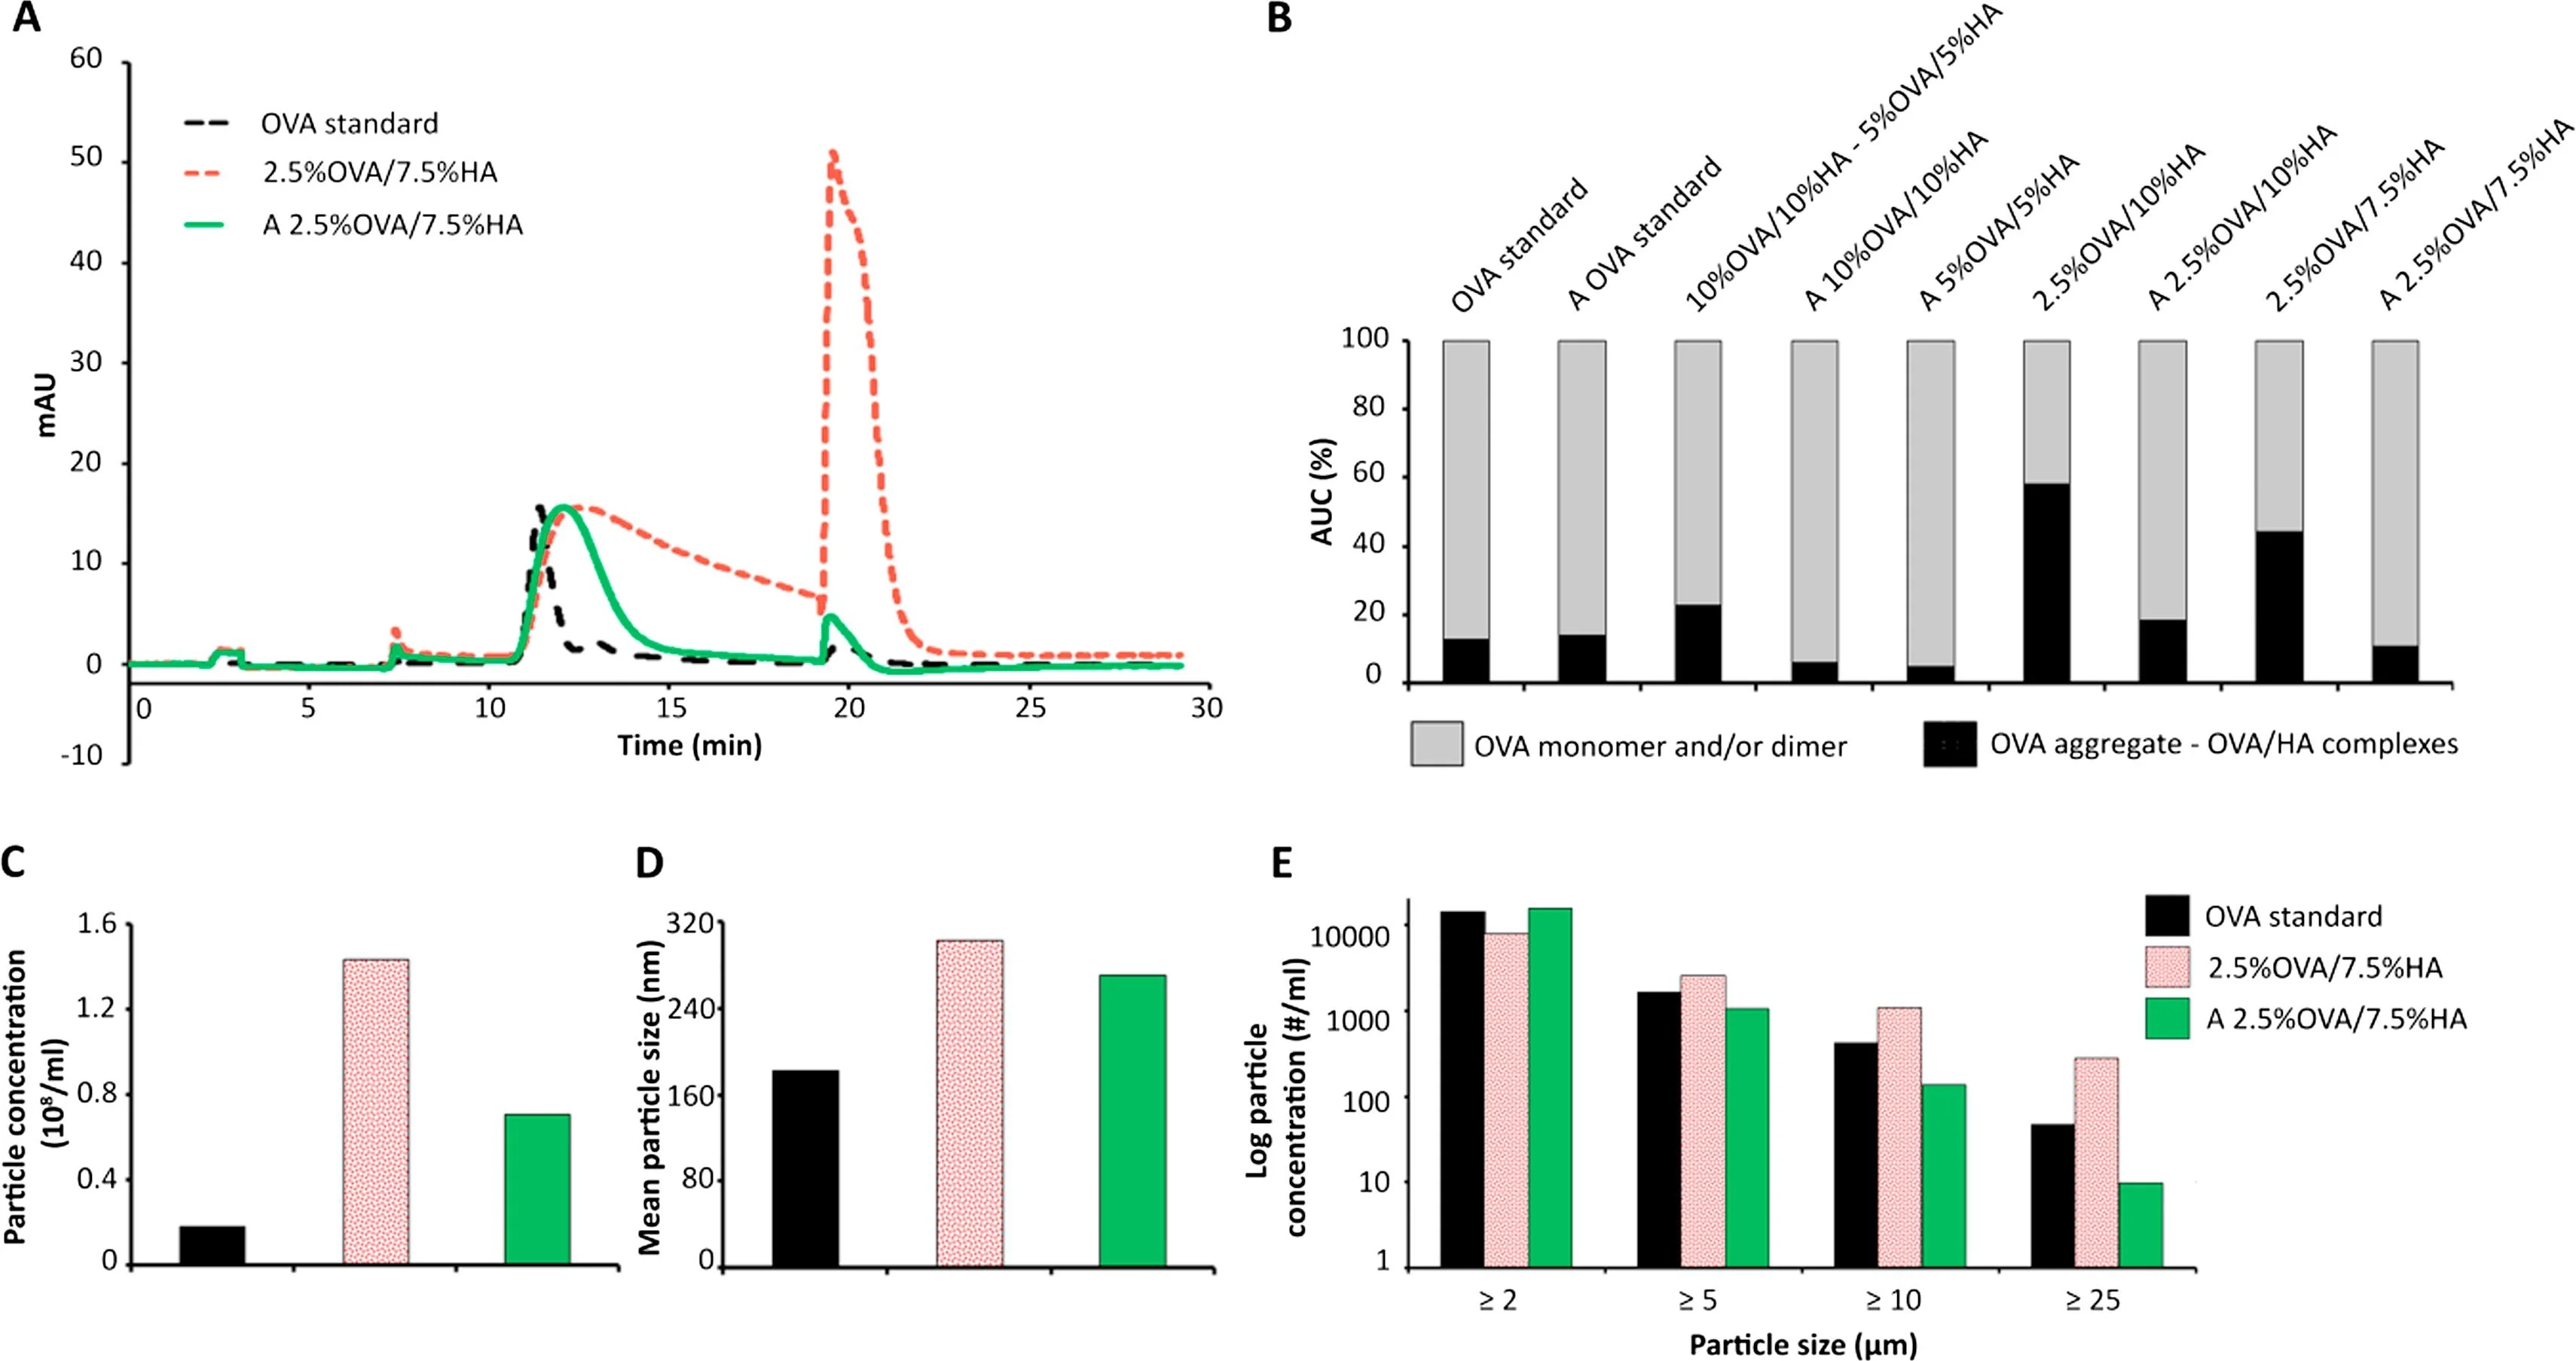 A
60
50
40
30
20
10
0
-10
mAU
OVA standard
2.5%OVA/7.5%HA
A 2.5%OVA/7.5%HA
0 5 10 15 20 25 30
Time (min)
B
OVA standard
A OVA standard
10%OVA/10%HA - 5%OVA/5%HA
A 10%OVA/10%HA
A 5%OVA/5%HA
2.5%OVA/10%HA
A 2.5%OVA/10%HA
2.5%OVA/7.5%HA
A 2.5%OVA/7.5%HA
100
80
60
40
20
0
AUC (%)
OVA monomer and/or dimer
OVA aggregate - OVA/HA complexes
C
1.6
1.2
0.8
0.4
0
Particle concentration
(10⁸/ml)
D
320
240
160
80
0
Mean particle size (nm)
E
10000
1000
100
10
1
Log particle
concentration (#/ml)
OVA standard
2.5%OVA/7.5%HA
A 2.5%OVA/7.5%HA
≥ 2 ≥ 5 ≥ 10 ≥ 25
Particle size (µm)